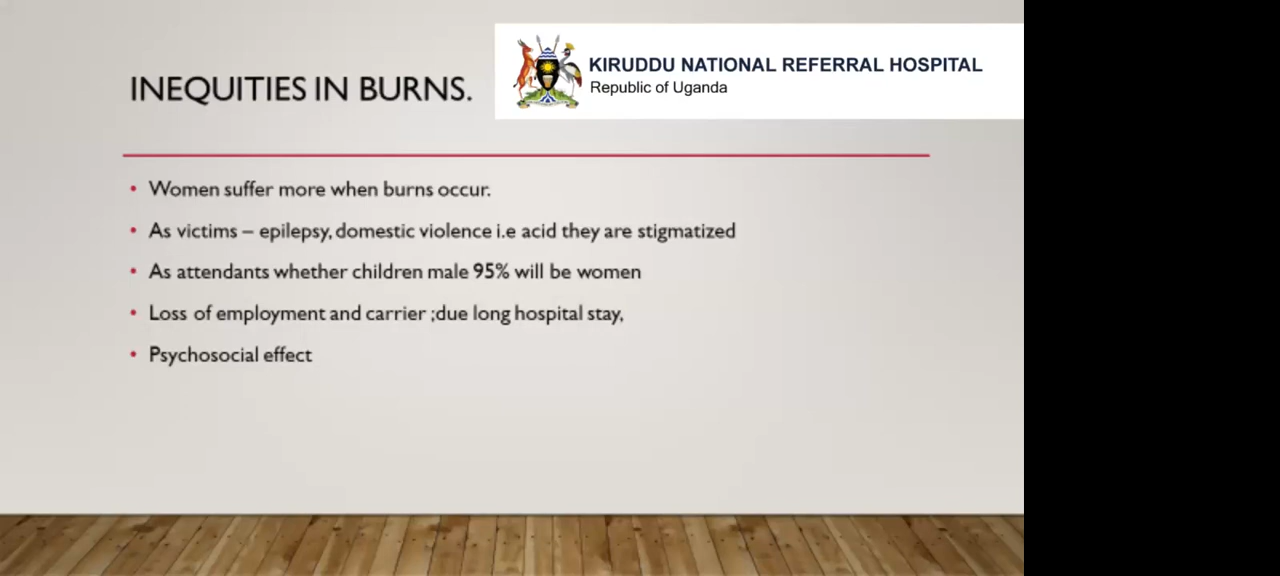 INEQUITIES IN BURNS.
KIRUDDU NATIONAL REFERRAL HOSPITAL
Republic of Uganda
• Women suffer more when burns occur.
• As victims – epilepsy, domestic violence i.e acid they are stigmatized
• As attendants whether children male 95% will be women
• Loss of employment and carrier ;due long hospital stay,
• Psychosocial effect